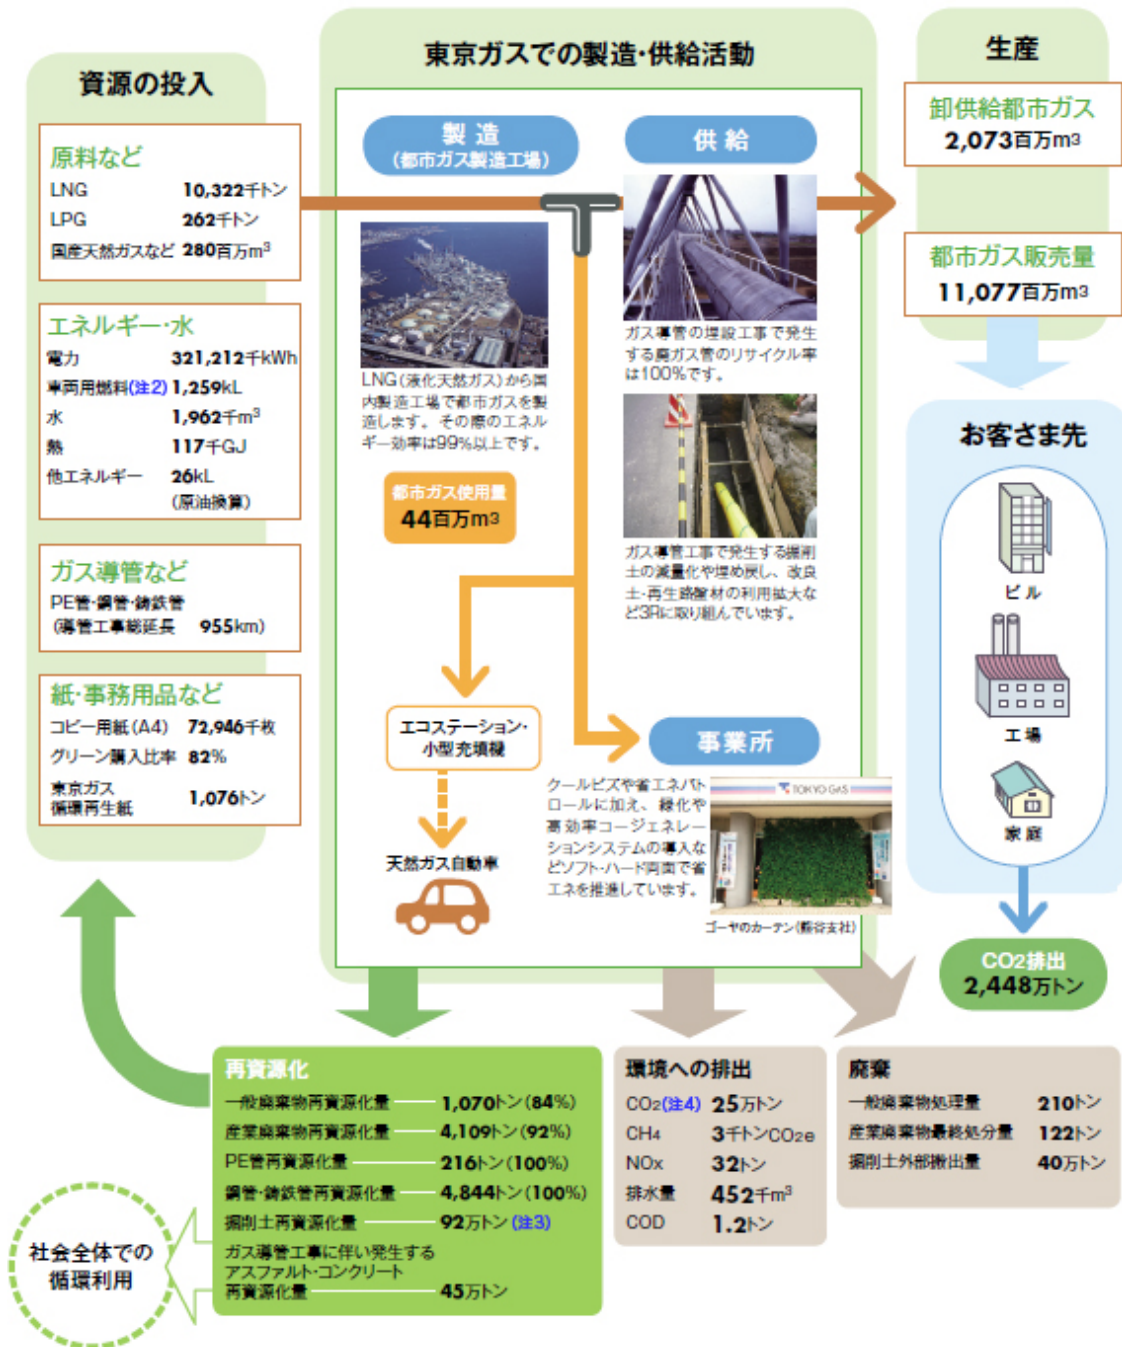 資源の投入
原料など
LNG 10,322千トン
LPG 262千トン
国産天然ガスなど 280百万m³
エネルギー・水
電力 321,212千kWh
車両用燃料(注2) 1,259kL
水 1,962千m³
熱 117千GJ
他エネルギー 26kL
(原油換算)
ガス導管など
PE管・鋼管・鋳鉄管
(導管工事総延長 955km)
紙・事務用品など
コピー用紙(A4) 72,946千枚
グリーン購入比率 82%
東京ガス
循環再生紙 1,076トン
東京ガスでの製造・供給活動
製造
(都市ガス製造工場)
LNG(液化天然ガス)から国
内製造工場で都市ガスを製
造します。その際のエネル
ギー効率は99%以上です。
都市ガス使用量
44百万m³
エコステーション・
小型充填機
天然ガス自動車
供給
ガス導管の埋設工事で発生
する廃ガス管のリサイクル率
は100%です。
ガス導管工事で発生する掘削
土の減量化や埋め戻し、改良
土・再生路盤材の利用拡大な
ど3Rに取り組んでいます。
事業所
クールビズや省エネパト
ロールに加え、緑化や
高効率コージェネレー
ションシステムの導入な
どソフト・ハード両面で省
エネを推進しています。
TOKYO GAS
ゴーヤのカーテン(熊谷支社)
生産
卸供給都市ガス
2,073百万m³
都市ガス販売量
11,077百万m³
お客さま先
ビル
工場
家庭
CO2排出
2,448万トン
再資源化
一般廃棄物再資源化量 1,070トン(84%)
産業廃棄物再資源化量 4,109トン(92%)
PE管再資源化量 216トン(100%)
鋼管・鋳鉄管再資源化量 4,844トン(100%)
掘削土再資源化量 92万トン(注3)
ガス導管工事に伴い発生する
アスファルト・コンクリート
再資源化量 45万トン
社会全体での
循環利用
環境への排出
CO2(注4) 25万トン
CH4 3千トンCO2e
NOx 32トン
排水量 452千m³
COD 1.2トン
廃棄
一般廃棄物処理量 210トン
産業廃棄物最終処分量 122トン
掘削土外部搬出量 40万トン